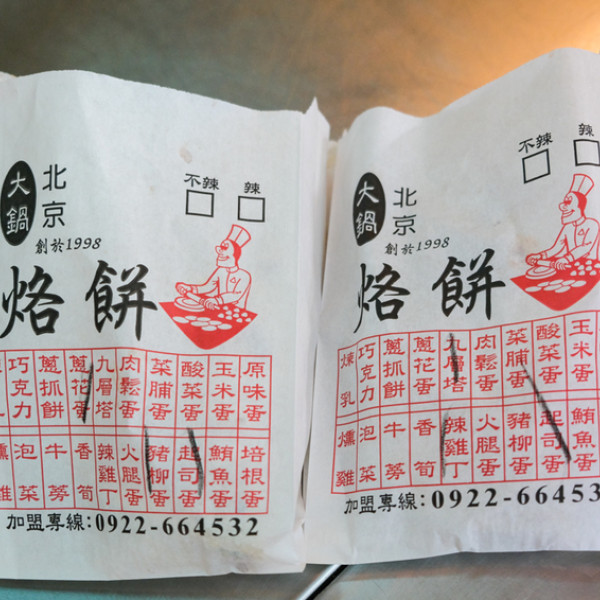 大鍋
北京
創於1998
不辣
辣
烙餅
原味蛋
玉米蛋
酸菜蛋
菜脯蛋
肉鬆蛋
九層塔
蔥花蛋
蔥抓餅
巧克力
乳
培根蛋
鮪魚蛋
起司蛋
豬柳蛋
火腿蛋
辣雞丁
香筍
牛蒡
泡菜
燻雞
加盟專線:0922-664532
大鍋
北京
創於1998
不辣
辣
烙餅
玉米蛋
酸菜蛋
菜脯蛋
肉鬆蛋
九層塔
蔥花蛋
蔥抓餅
巧克力
煉乳
鮪魚蛋
起司蛋
豬柳蛋
火腿蛋
辣雞丁
香筍
牛蒡
泡菜
燻雞
加盟專線:0922-66453